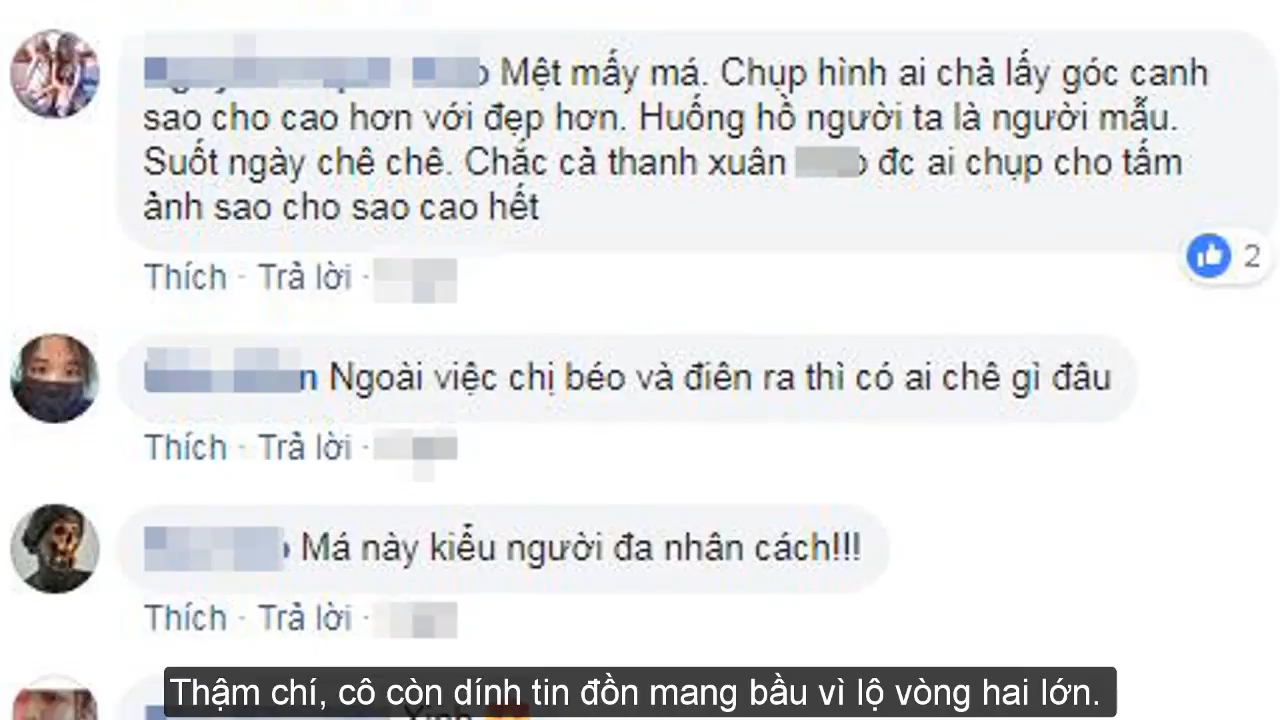 Mệt mấy má. Chụp hình ai chả lấy góc canh
sao cho cao hơn với đẹp hơn. Huống hồ người ta là người mẫu.
Suốt ngày chê chê. Chắc cả thanh xuân đc ai chụp cho tấm
ảnh sao cho sao cao hết
2
Thích · Trả lời ·
Ngoài việc chị béo và điên ra thì có ai chê gì đâu
Thích · Trả lời ·
Má này kiểu người đa nhân cách!!!
Thích · Trả lời ·
Thậm chí, cô còn dính tin đồn mang bầu vì lộ vòng hai lớn.